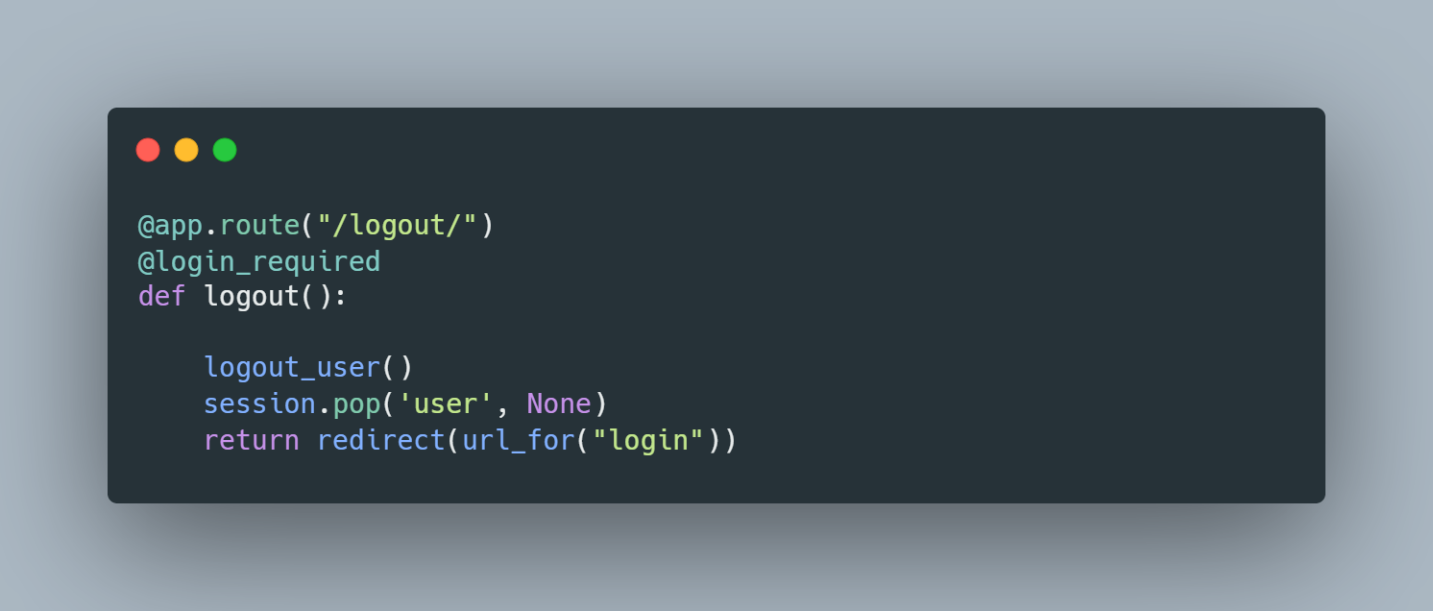 @app.route("/logout/")
@login_required
def logout():
    logout_user()
    session.pop('user', None)
    return redirect(url_for("login"))